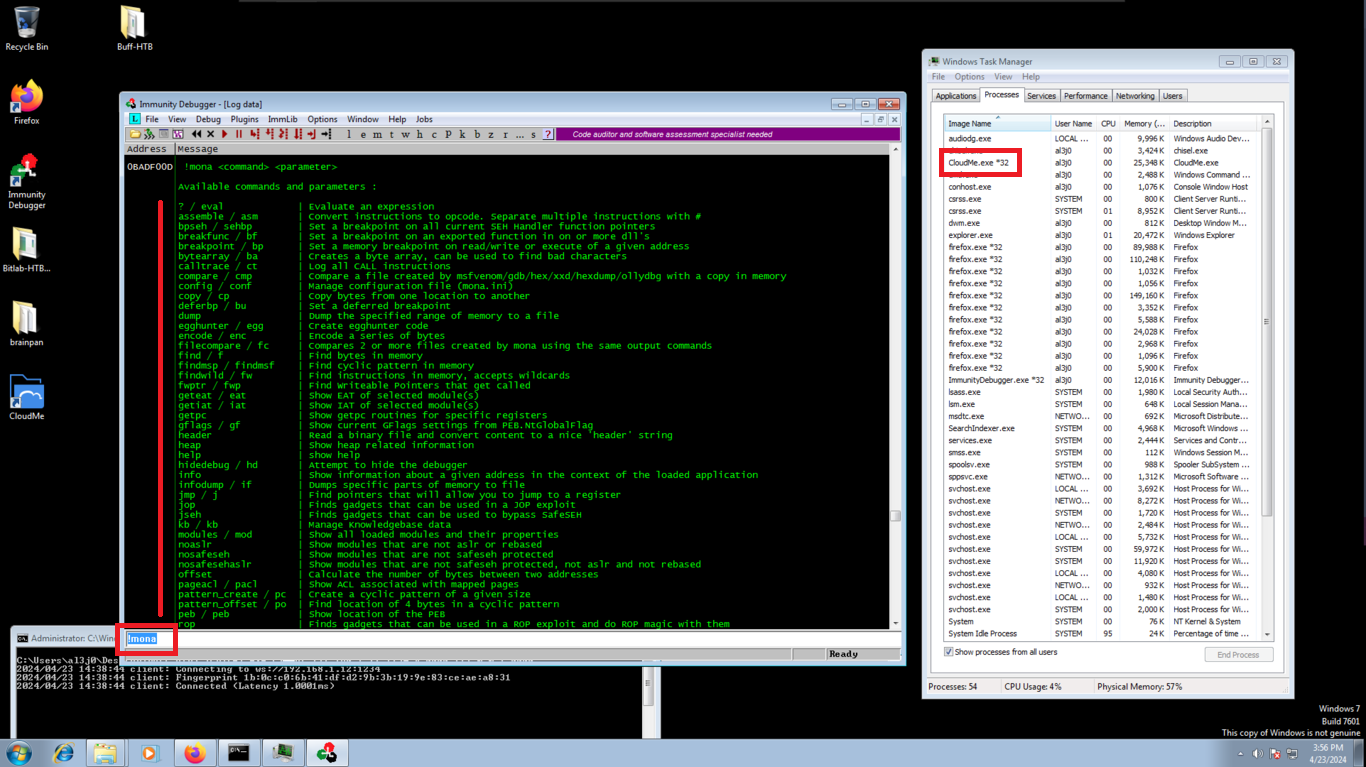 Recycle Bin
Buff-HTB
Firefox
Immunity
Debugger
Bitlab-HTB...
brainpan
CloudMe
Immunity Debugger - [Log data]
File View Debug Plugins ImmLib Options Window Help Jobs
l e m t w h c P k b z r ... s ?
Code auditor and software assessment specialist needed
Address Message
0BADF00D !mona <command> <parameter>
Available commands and parameters :
? / eval | Evaluate an expression
assemble / asm | Convert instructions to opcode. Separate multiple instructions with #
bpseh / sehbp | Set a breakpoint on all current SEH Handler function pointers
breakfunc / bf | Set a breakpoint on an exported function in on or more dll's
breakpoint / bp | Set a memory breakpoint on read/write or execute of a given address
bytearray / ba | Creates a byte array, can be used to find bad characters
calltrace / ct | Log all CALL instructions
compare / cmp | Compare a file created by msfvenom/gdb/hex/xxd/hexdump/ollydbg with a copy in memory
config / conf | Manage configuration file (mona.ini)
copy / cp | Copy bytes from one location to another
deferbp / bu | Set a deferred breakpoint
dump | Dump the specified range of memory to a file
egghunter / egg | Create egghunter code
encode / enc | Encode a series of bytes
filecompare / fc | Compares 2 or more files created by mona using the same output commands
find / f | Find bytes in memory
findmsp / findmsf | Find cyclic pattern in memory
findwild / fw | Find instructions in memory, accepts wildcards
fwptr / fwp | Find Writeable Pointers that get called
geteat / eat | Show EAT of selected module(s)
getiat / iat | Show IAT of selected module(s)
getpc | Show getpc routines for specific registers
gflags / gf | Show current GFlags settings from PEB.NtGlobalFlag
header | Read a binary file and convert content to a nice 'header' string
heap | Show heap related information
help | show help
hidedebug / hd | Attempt to hide the debugger
info | Show information about a given address in the context of the loaded application
infodump / if | Dumps specific parts of memory to file
jmp / j | Find pointers that will allow you to jump to a register
jop | Finds gadgets that can be used in a JOP exploit
jseh | Finds gadgets that can be used to bypass SafeSEH
kb / kb | Manage Knowledgebase data
modules / mod | Show all loaded modules and their properties
noaslr | Show modules that are not aslr or rebased
nosafeseh | Show modules that are not safeseh protected
nosafesehaslr | Show modules that are not safeseh protected, not aslr and not rebased
offset | Calculate the number of bytes between two addresses
pageacl / pacl | Show ACL associated with mapped pages
pattern_create / pc | Create a cyclic pattern of a given size
pattern_offset / po | Find location of 4 bytes in a cyclic pattern
peb / peb | Show location of the PEB
rop | Finds gadgets that can be used in a ROP exploit and do ROP magic with them
!mona
Ready
Administrator: C:\Win
C:\Users\al3j0\Des
2024/04/23 14:38:44 client: Connecting to ws://192.168.1.12:1234
2024/04/23 14:38:44 client: Fingerprint 1b:0c:c0:6b:41:df:d2:9b:3b:19:9e:83:ce:ae:a8:31
2024/04/23 14:38:44 client: Connected (Latency 1.0001ms)
Windows Task Manager
File Options View Help
Applications Processes Services Performance Networking Users
Image Name User Name CPU Memory (... Description
audiodg.exe LOCAL ... 00 9,996 K Windows Audio Dev...
al3j0 00 3,424 K chisel.exe
CloudMe.exe *32 al3j0 00 25,348 K CloudMe.exe
al3j0 00 2,488 K Windows Command ...
conhost.exe al3j0 00 1,076 K Console Window Host
csrss.exe SYSTEM 00 800 K Client Server Runti...
csrss.exe SYSTEM 01 8,952 K Client Server Runti...
dwm.exe al3j0 00 812 K Desktop Window M...
explorer.exe al3j0 01 20,472 K Windows Explorer
firefox.exe *32 al3j0 00 89,988 K Firefox
firefox.exe *32 al3j0 00 110,248 K Firefox
firefox.exe *32 al3j0 00 1,032 K Firefox
firefox.exe *32 al3j0 00 1,056 K Firefox
firefox.exe *32 al3j0 00 149,160 K Firefox
firefox.exe *32 al3j0 00 3,352 K Firefox
firefox.exe *32 al3j0 00 5,588 K Firefox
firefox.exe *32 al3j0 00 24,028 K Firefox
firefox.exe *32 al3j0 00 2,968 K Firefox
firefox.exe *32 al3j0 00 1,096 K Firefox
firefox.exe *32 al3j0 00 5,900 K Firefox
ImmunityDebugger.exe *32 al3j0 00 12,016 K Immunity Debugger...
lsass.exe SYSTEM 00 1,980 K Local Security Auth...
lsm.exe SYSTEM 00 1,264 K Local Session Mana...
msdtc.exe NETWO... 00 692 K Microsoft Distribute...
SearchIndexer.exe SYSTEM 00 4,968 K Microsoft Windows...
services.exe SYSTEM 00 2,444 K Services and Contr...
smss.exe SYSTEM 00 112 K Windows Session M...
spoolsv.exe SYSTEM 00 988 K Spooler SubSystem ...
sppsvc.exe NETWO... 00 1,312 K Microsoft Software ...
svchost.exe LOCAL ... 00 3,692 K Host Process for Wi...
svchost.exe NETWO... 00 8,272 K Host Process for Wi...
svchost.exe SYSTEM 00 1,720 K Host Process for Wi...
svchost.exe NETWO... 00 2,484 K Host Process for Wi...
svchost.exe LOCAL ... 00 5,732 K Host Process for Wi...
svchost.exe SYSTEM 00 59,972 K Host Process for Wi...
svchost.exe SYSTEM 00 11,920 K Host Process for Wi...
svchost.exe LOCAL ... 00 4,080 K Host Process for Wi...
svchost.exe NETWO... 00 932 K Host Process for Wi...
svchost.exe LOCAL ... 00 1,480 K Host Process for Wi...
svchost.exe SYSTEM 00 2,000 K Host Process for Wi...
System SYSTEM 00 76 K NT Kernel & System
System Idle Process SYSTEM 95 24 K Percentage of time ...
Show processes from all users
End Process
Processes: 54 CPU Usage: 4% Physical Memory: 57%
Windows 7
Build 7601
This copy of Windows is not genuine
3:56 PM
4/23/2024